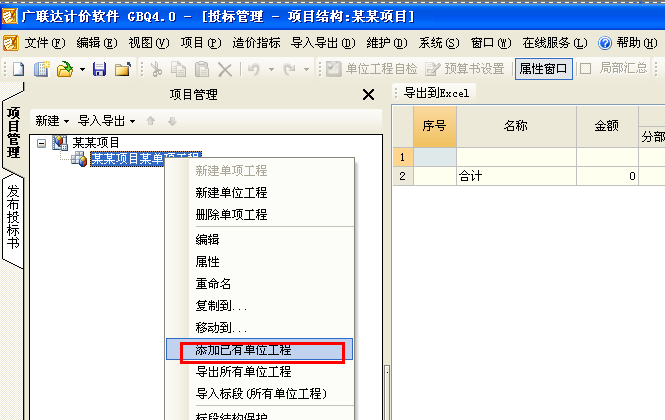 广联达计价软件 GBQ4.0 - [投标管理 - 项目结构:某某项目]
文件(F) 编辑(E) 视图(V) 项目(P) 造价指标 导入导出(D) 维护(D) 系统(S) 窗口(W) 在线服务(L) 帮助(H)
单位工程自检 预算书设置 属性窗口 局部汇总
项目管理
导出到Excel
新建 导入导出
项目管理
发布投标书
某某项目
某某项目某单项工程
序号 名称 金额
分部
1
2 合计 0
新建单项工程
新建单位工程
删除单项工程
编辑
属性
重命名
复制到...
移动到...
添加已有单位工程
导出所有单位工程
导入标段(所有单位工程)
标段结构保护